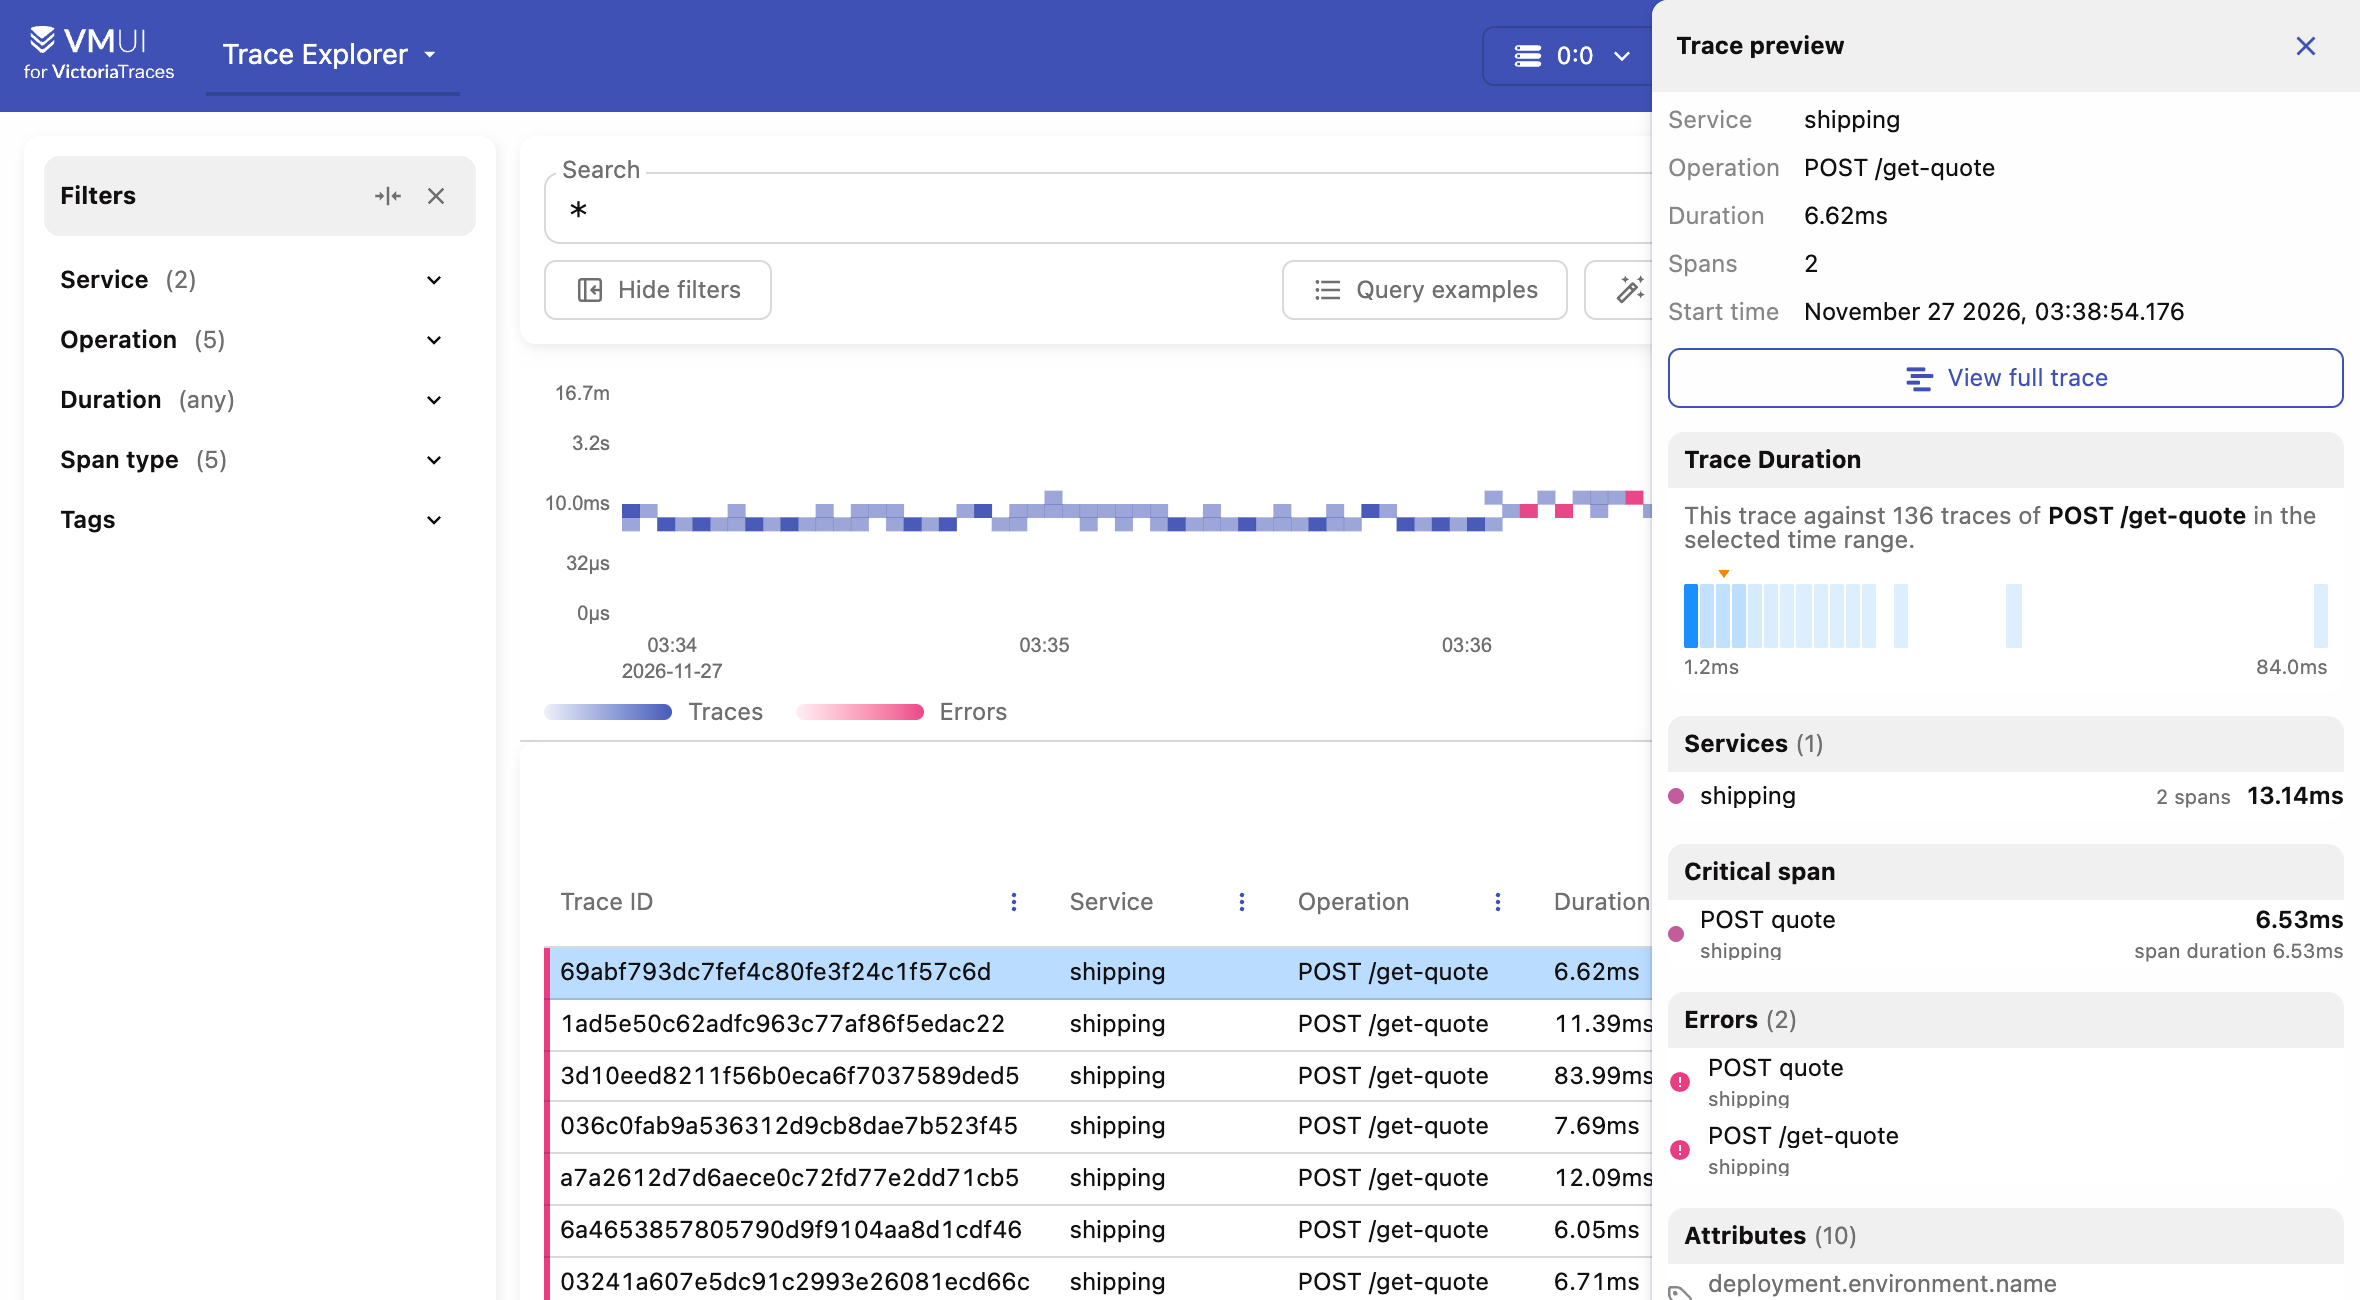 VMUI
for VictoriaTraces
Trace Explorer
0:0
Filters
Service (2)
Operation (5)
Duration (any)
Span type (5)
Tags
Search
*
Hide filters
Query examples
16.7m
3.2s
10.0ms
32µs
0µs
03:34
2026-11-27
03:35
03:36
Traces
Errors
Trace ID Service Operation Duration
69abf793dc7fef4c80fe3f24c1f57c6d shipping POST /get-quote 6.62ms
1ad5e50c62adfc963c77af86f5edac22 shipping POST /get-quote 11.39ms
3d10eed8211f56b0eca6f7037589ded5 shipping POST /get-quote 83.99ms
036c0fab9a536312d9cb8dae7b523f45 shipping POST /get-quote 7.69ms
a7a2612d7d6aece0c72fd77e2dd71cb5 shipping POST /get-quote 12.09ms
6a4653857805790d9f9104aa8d1cdf46 shipping POST /get-quote 6.05ms
03241a607e5dc91c2993e26081ecd66c shipping POST /get-quote 6.71ms
Trace preview
Service shipping
Operation POST /get-quote
Duration 6.62ms
Spans 2
Start time November 27 2026, 03:38:54.176
View full trace
Trace Duration
This trace against 136 traces of POST /get-quote in the
selected time range.
1.2ms 84.0ms
Services (1)
shipping 2 spans 13.14ms
Critical span
POST quote 6.53ms
shipping span duration 6.53ms
Errors (2)
POST quote
shipping
POST /get-quote
shipping
Attributes (10)
deployment.environment.name